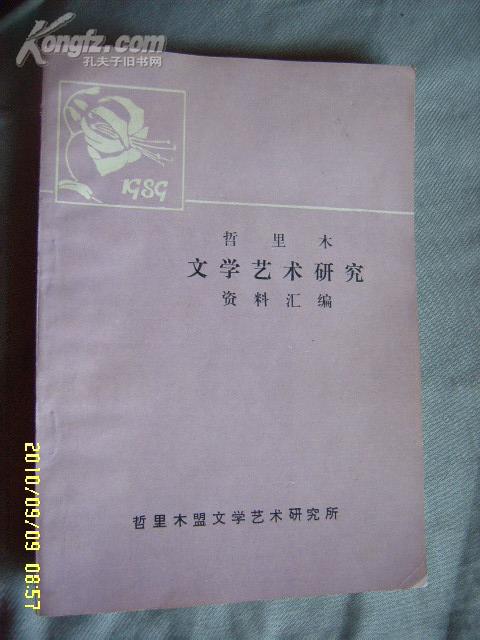 Kongfz.com
孔夫子旧书网
1989
哲里木
文学艺术研究
资料汇编
哲里木盟文学艺术研究所
2010/09/09 08:57